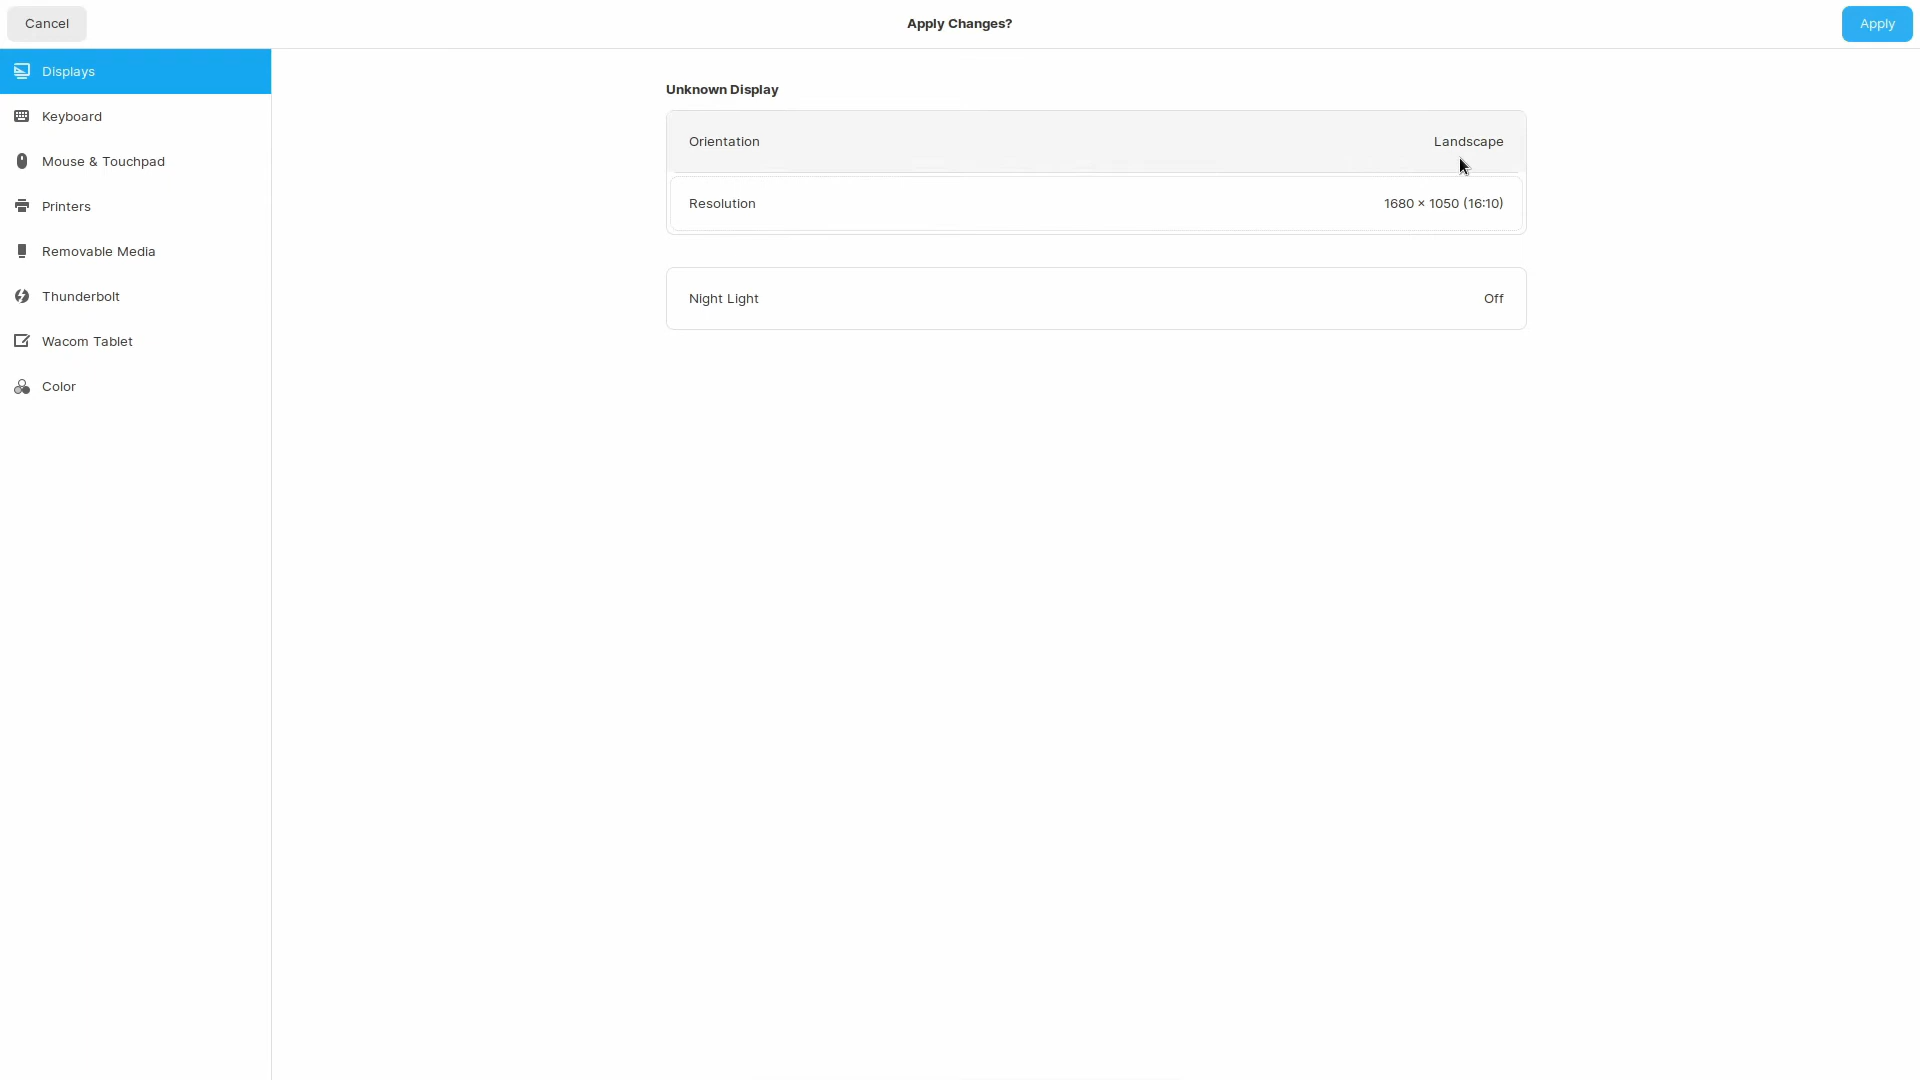 Cancel
Apply Changes?
Apply
Displays
Keyboard
Mouse & Touchpad
Printers
Removable Media
Thunderbolt
Wacom Tablet
Color
Unknown Display
Orientation
Landscape
Resolution
1680 × 1050 (16:10)
Night Light
Off